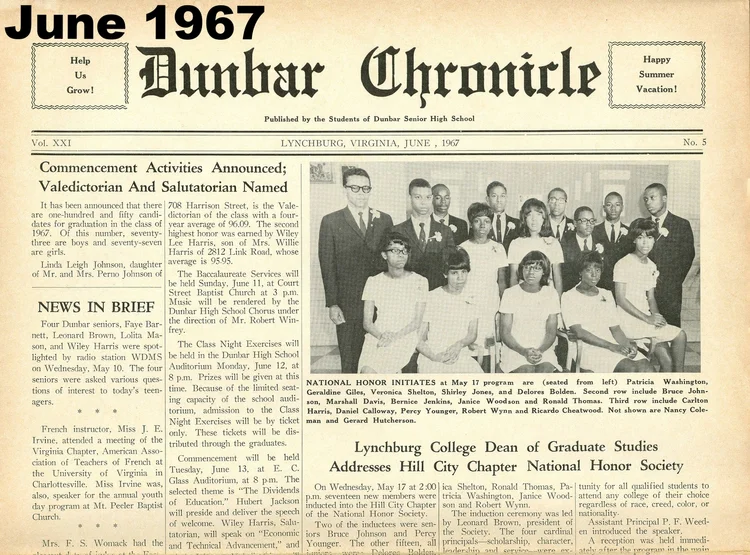 June 1967
Help
Us
Grow!
Dunbar Chronicle
Happy
Summer
Vacation!
Published by the Students of Dunbar Senior High School
Vol. XXI
LYNCHBURG, VIRGINIA, JUNE , 1967
No. 5
Commencement Activities Announced;
Valedictorian And Salutatorian Named
It has been announced that there
are one-hundred and fifty candi-
dates for graduation in the class of
1967. Of this number, seventy-
three are boys and seventy-seven
are girls.
Linda Leigh Johnson, daughter
of Mr. and Mrs. Perno Johnson of
NEWS IN BRIEF
Four Dunbar seniors, Faye Bar-
nett, Leonard Brown, Lolita Ma-
son, and Wiley Harris were spot-
lighted by radio station WDMS
on Wednesday, May 10. The four
seniors were asked various ques-
tions of interest to today's teen-
agers.
* * *
French instructor, Miss J. E.
Irvine, attended a meeting of the
Virginia Chapter, American Asso-
ciation of Teachers of French at
the University of Virginia in
Charlottesville. Miss Irvine was,
also, speaker for the annual youth
day program at Mt. Peeler Baptist
Church.
* * *
Mrs. F. S. Womack had the
708 Harrison Street, is the Vale-
dictorian of the class with a four-
year average of 96.09. The second
highest honor was earned by Wiley
Lee Harris, son of Mrs. Willie
Harris of 2812 Link Road, whose
average is 95.95.
The Baccalaureate Services will
be held Sunday, June 11, at Court
Street Baptist Church at 3 p.m.
Music will be rendered by the
Dunbar High School Chorus under
the direction of Mr. Robert Win-
frey.
The Class Night Exercises will
be held in the Dunbar High School
Auditorium Monday, June 12, at
8 p.m. Prizes will be given at this
time. Because of the limited seat-
ing capacity of the school audi-
torium, admission to the Class
Night Exercises will be by ticket
only. These tickets will be dis-
tributed through the graduates.
Commencement will be held
Tuesday, June 13, at E. C.
Glass Auditorium, at 8 p.m. The
selected theme is "The Dividends
of Education." Hubert Jackson
will preside and deliver the speech
of welcome. Wiley Harris, Salu-
tatorian, will speak on "Economic
and Technical Advancement," and
NATIONAL HONOR INITIATES at May 17 program are (seated from left) Patricia Washington,
Geraldine Giles, Veronica Shelton, Shirley Jones, and Delores Bolden. Second row include Bruce John-
son, Marshall Davis, Bernice Jenkins, Janice Woodson and Ronald Thomas. Third row include Carlton
Harris, Daniel Calloway, Percy Younger, Robert Wynn and Ricardo Cheatwood. Not shown are Nancy Cole-
man and Gerard Hutcherson.
Lynchburg College Dean of Graduate Studies
Addresses Hill City Chapter National Honor Society
On Wednesday, May 17 at 2:00
p.m. seventeen new members were
inducted into the Hill City Chapter
of the National Honor Society.
Two of the inductees were sen-
iors Bruce Johnson and Percy
Younger. The other fifteen, all
Delores Bolden,
ica Shelton, Ronald Thomas, Pa-
tricia Washington, Janice Wood-
son and Robert Wynn.
The induction ceremony was led
by Leonard Brown, president of
the Society. The four cardinal
principals—scholarship, character,
leadership and service—were
tunity for all qualified students to
attend any college of their choice
regardless of race, creed, color, or
nationality.
Assistant Principal P. F. Weed-
en introduced the speaker.
A reception was held immedi-
ately after the program in the main